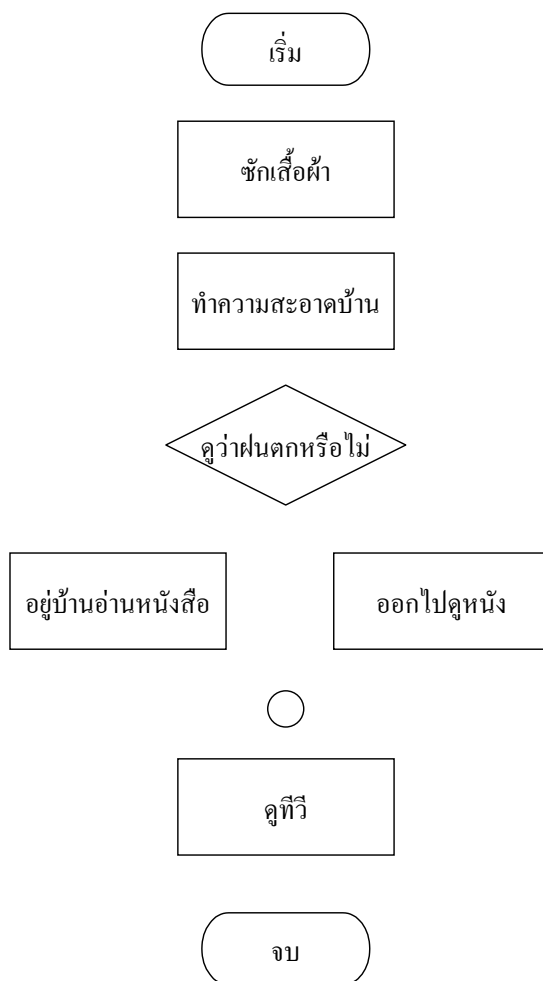 เริ่ม
ซักเสื้อผ้า
ทำความสะอาดบ้าน
ดูว่าฝนตกหรือไม่
อยู่บ้านอ่านหนังสือ
ออกไปดูหนัง
ดูทีวี
จบ